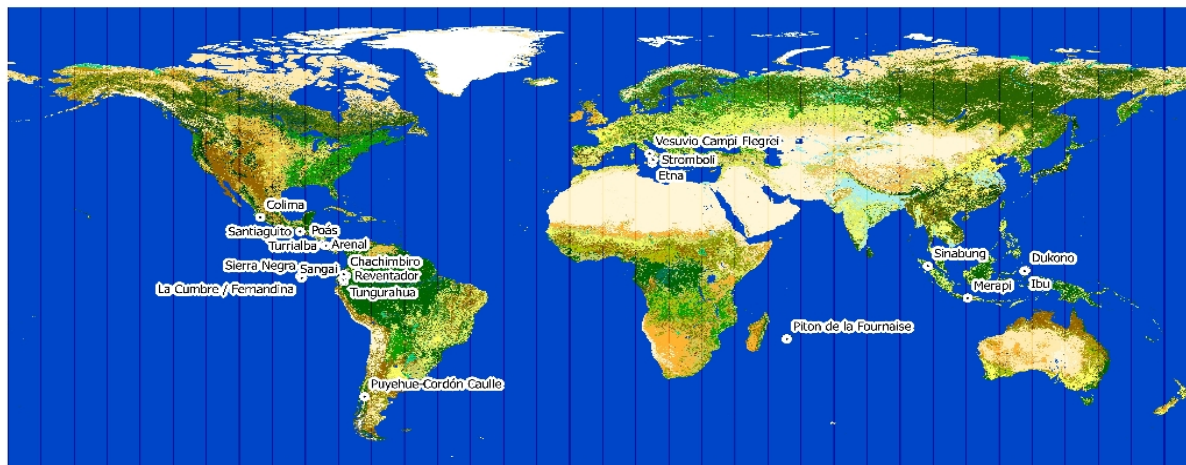 Vesuvio Campi Flegrei
Stromboli
Etna
Colima
Santiaguito Poás
Turrialba Arenal
Chachimbiro
Sierra Negra Sangai
Reventador
La Cumbre / Fernandina Tungurahua
Sinabung
Dukono
Merapi Ibu
Piton de la Fournaise
Puyehue-Cordón Caulle